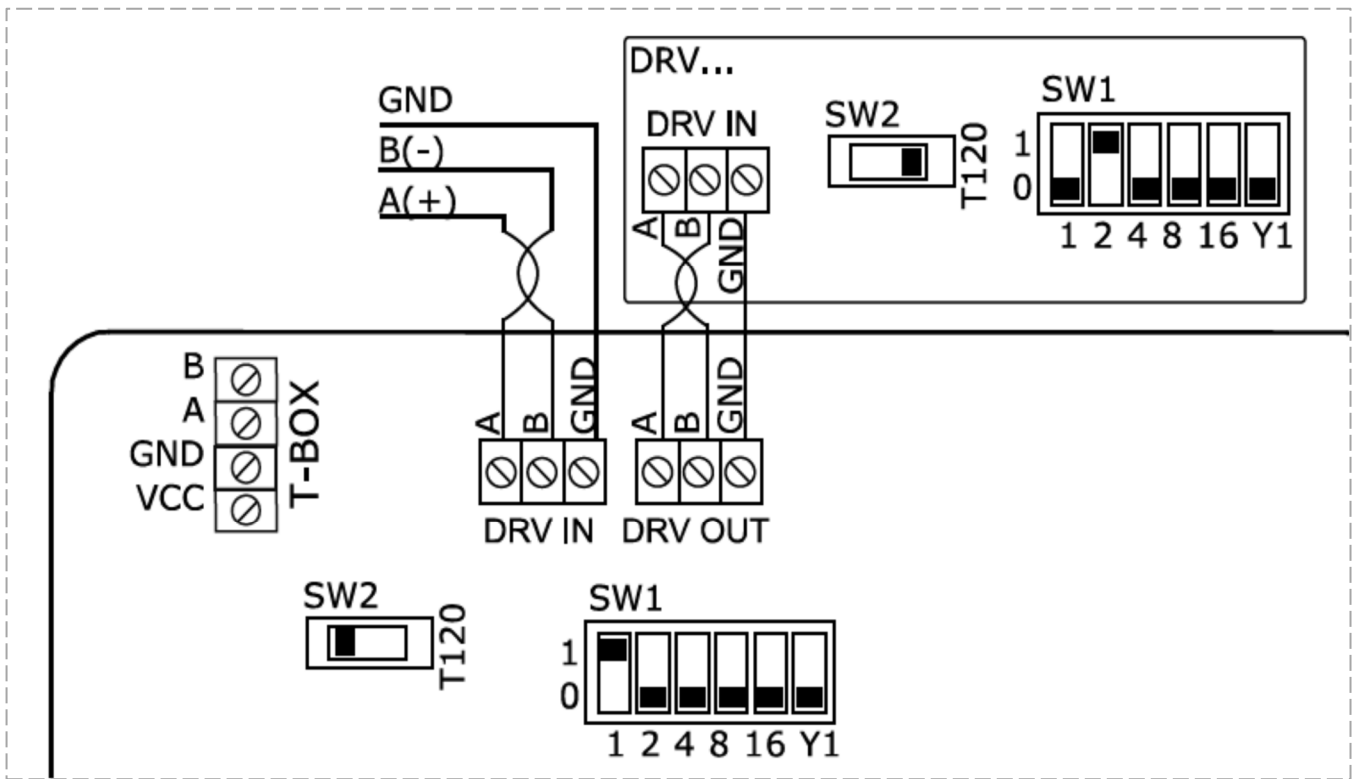 DRV...
GND
B(-)
A(+)
DRV IN
SW2
T120
SW1
1
0
1 2 4 8 16 Y1
A B GND
B
A
GND
VCC
T-BOX
A B GND
A B GND
DRV IN
DRV OUT
SW2
T120
SW1
1
0
1 2 4 8 16 Y1